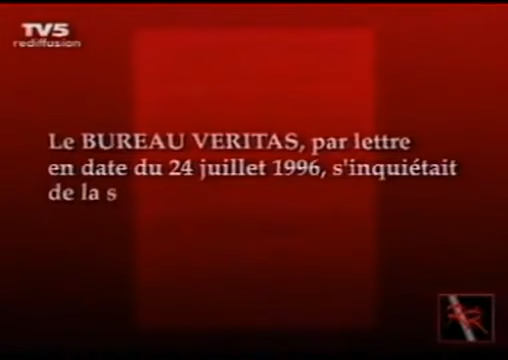 TV5
rediffusion
Le BUREAU VERITAS, par lettre
en date du 24 juillet 1996, s'inquiétait
de la s